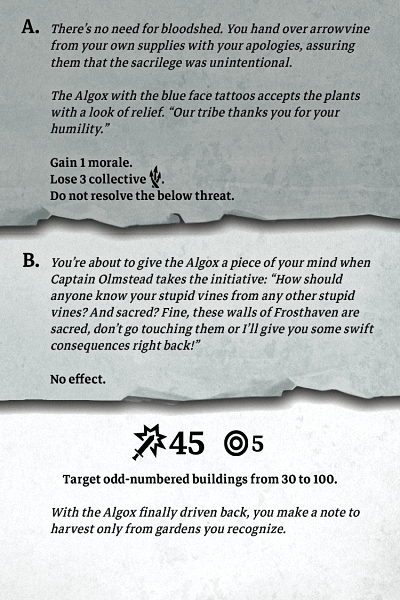 A. There's no need for bloodshed. You hand over arrowvine
from your own supplies with your apologies, assuring
them that the sacrilege was unintentional.
The Algox with the blue face tattoos accepts the plants
with a look of relief. “Our tribe thanks you for your
humility.”
Gain 1 morale.
Lose 3 collective .
Do not resolve the below threat.
B. You're about to give the Algox a piece of your mind when
Captain Olmstead takes the initiative: “How should
anyone know your stupid vines from any other stupid
vines? And sacred? Fine, these walls of Frosthaven are
sacred, don't go touching them or I'll give you some swift
consequences right back!”
No effect.
45 5
Target odd-numbered buildings from 30 to 100.
With the Algox finally driven back, you make a note to
harvest only from gardens you recognize.